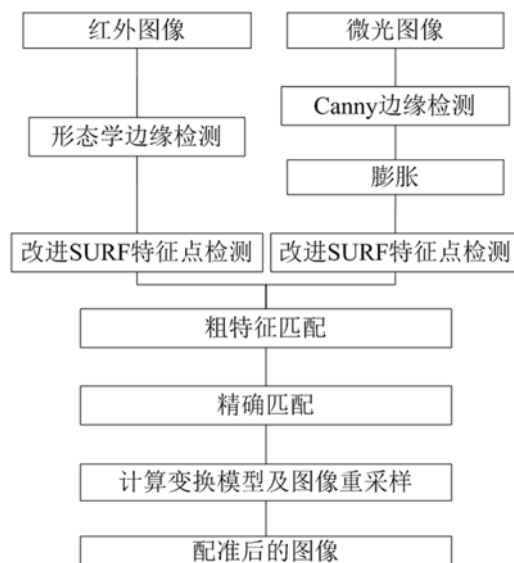 红外图像
微光图像
Canny边缘检测
形态学边缘检测
膨胀
改进SURF特征点检测
改进SURF特征点检测
粗特征匹配
精确匹配
计算变换模型及图像重采样
配准后的图像